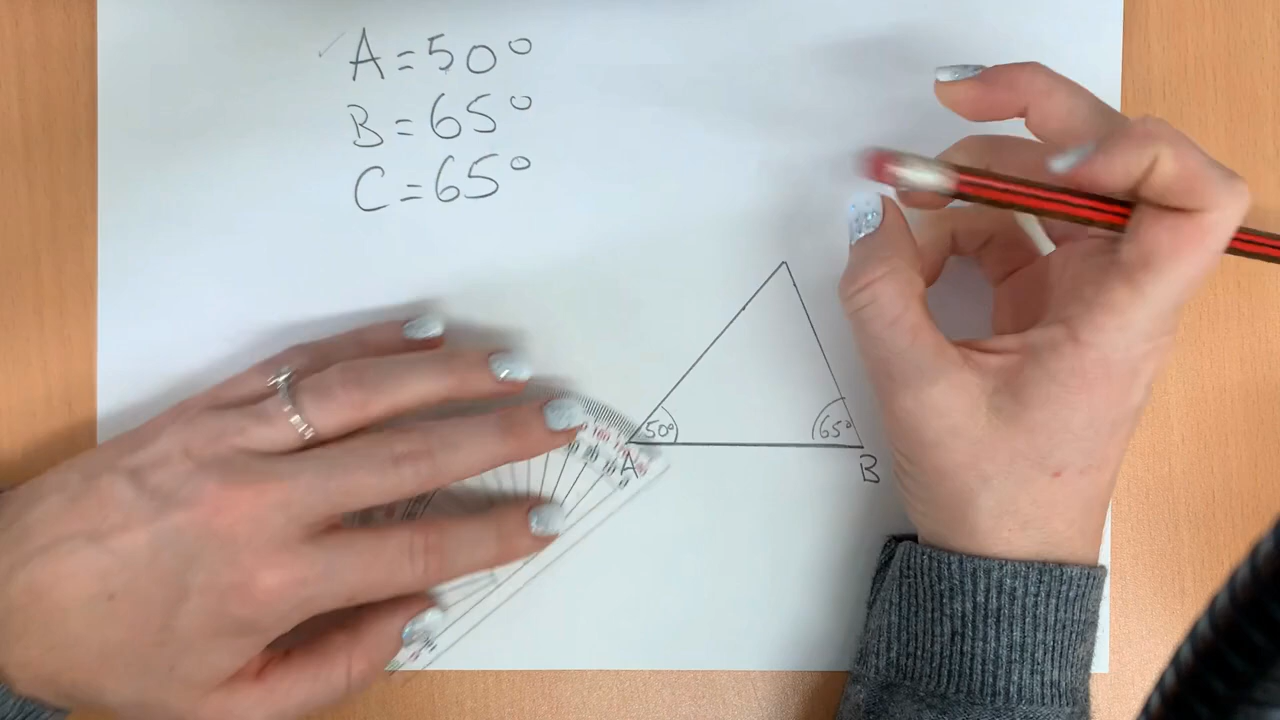 A = 50°
B = 65°
C = 65°
50° 65°
A B